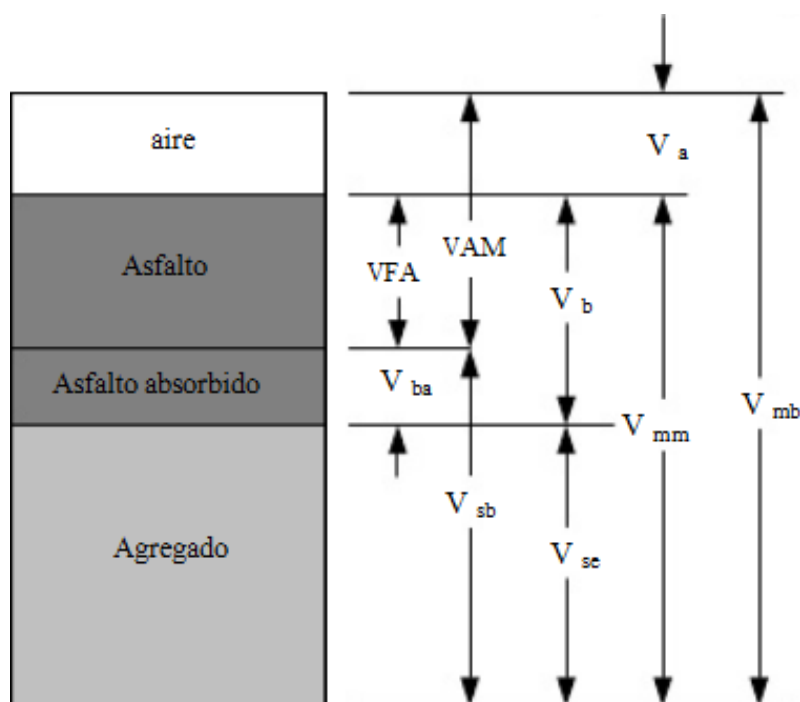 aire
Asfalto
Asfalto absorbido
Agregado
V a
VAM
VFA
V b
V ba
V mb
V mm
V sb
V se